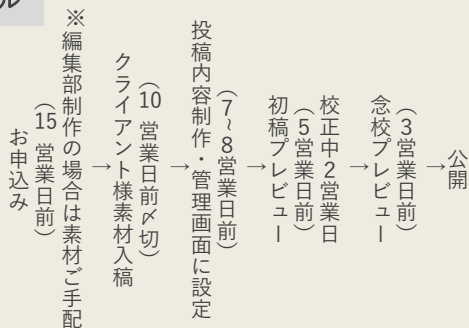 ル
お申込み
（15 営業日前）
※編集部制作の場合は素材ご手配
→
クライアント様素材入稿
（10 営業日前〆切）
→
投稿内容制作・管理画面に設定
（7~8営業日前）
→
初稿プレビュー
（5営業日前）
校正中2営業日
→
念校プレビュー
（3営業日前）
→
公開